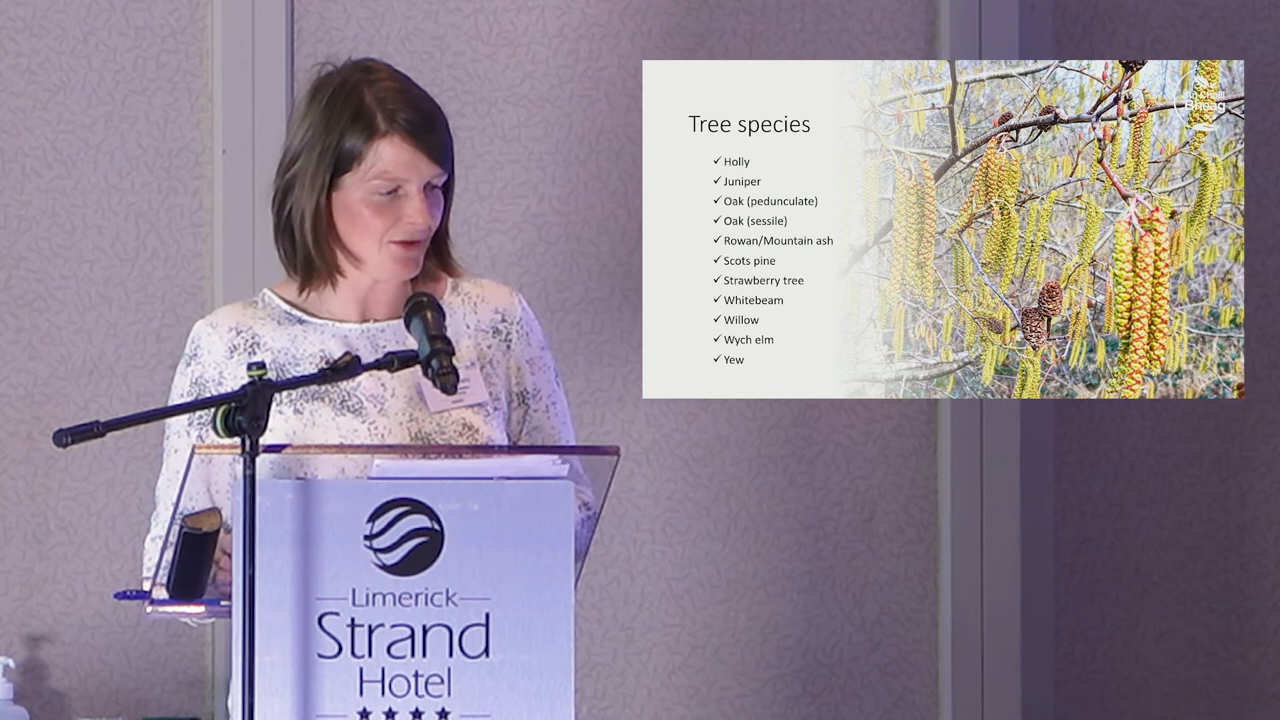 Tree species
✓ Holly
✓ Juniper
✓ Oak (pedunculate)
✓ Oak (sessile)
✓ Rowan/Mountain ash
✓ Scots pine
✓ Strawberry tree
✓ Whitebeam
✓ Willow
✓ Wych elm
✓ Yew
Bheag
Limerick
Strand
Hotel